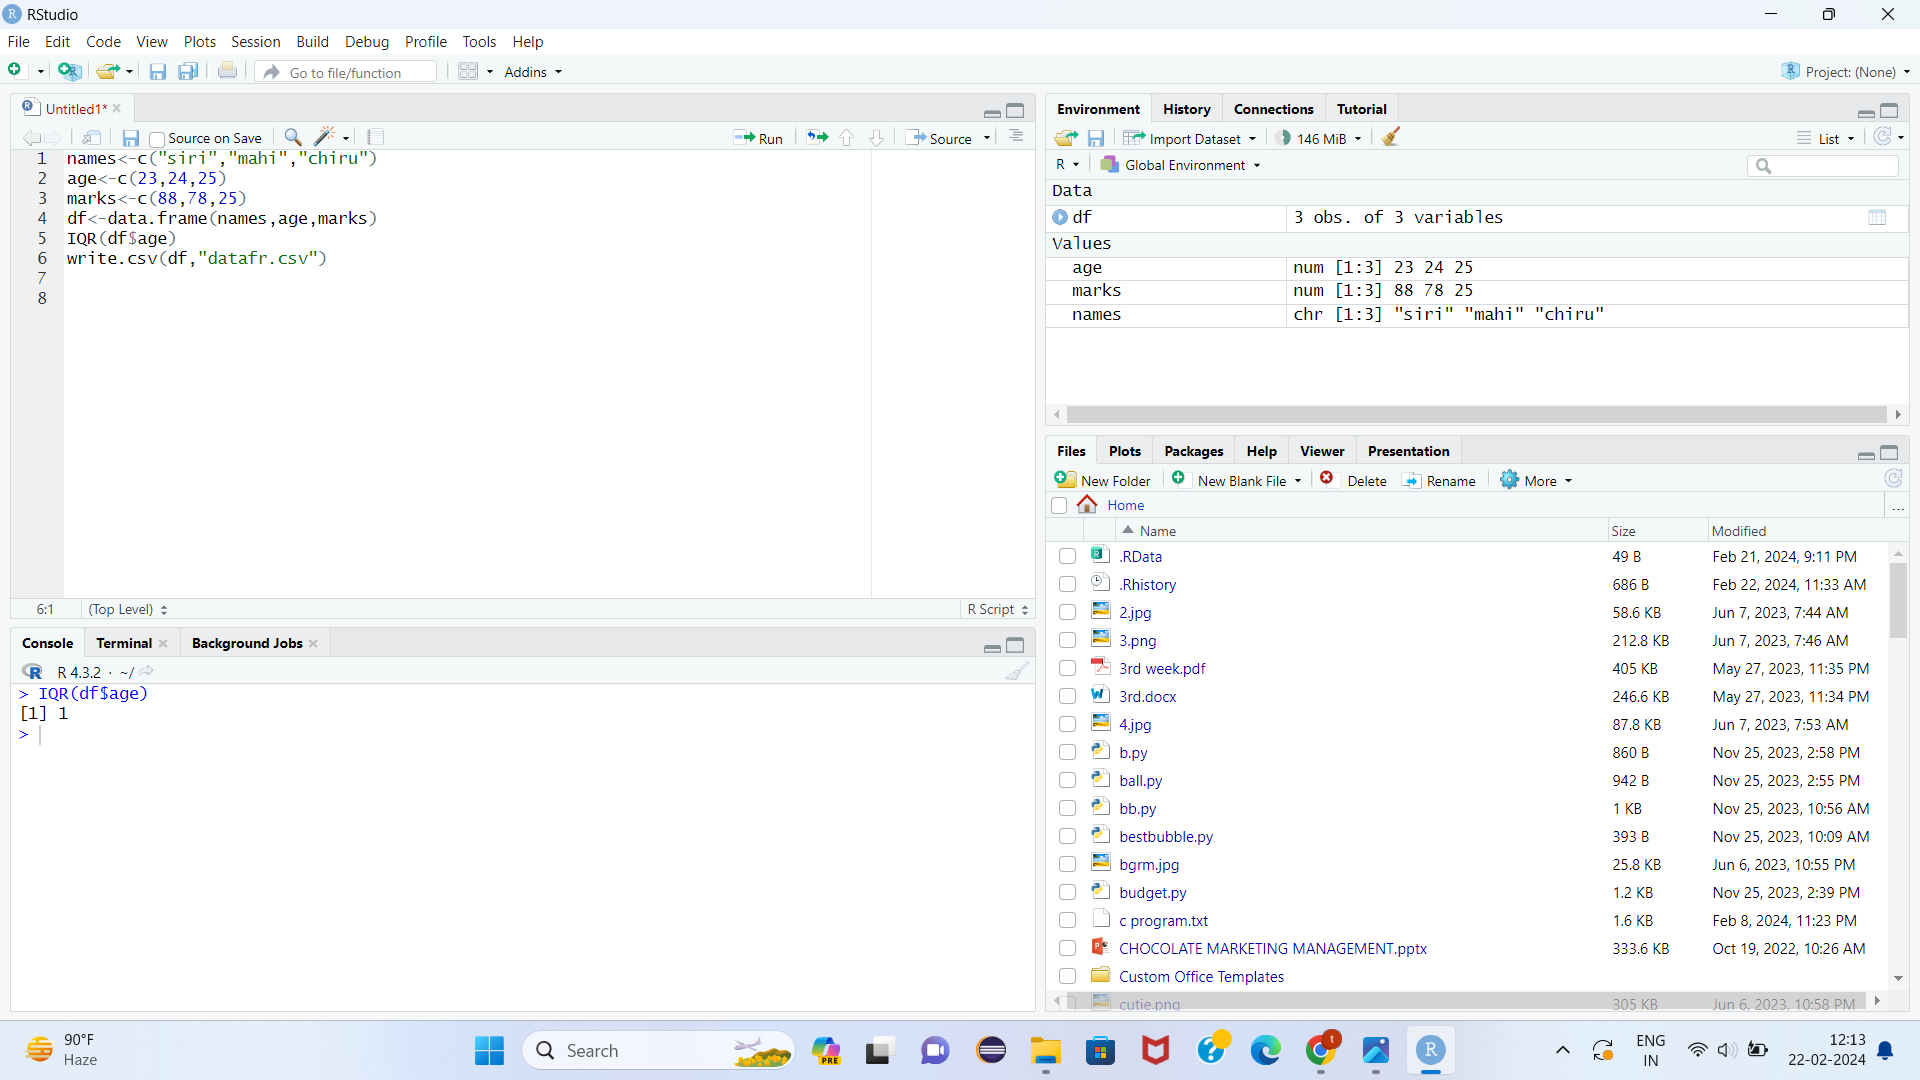 RStudio
File Edit Code View Plots Session Build Debug Profile Tools Help
Go to file/function Addins Project: (None)
Untitled1*
Source on Save Run Source
1 names<-c("siri","mahi","chiru")
2 age<-c(23,24,25)
3 marks<-c(88,78,25)
4 df<-data.frame(names,age,marks)
5 IQR(df$age)
6 write.csv(df,"datafr.csv")
7
8
6:1 (Top Level) R Script
Console Terminal Background Jobs
R 4.3.2 · ~/
> IQR(df$age)
[1] 1
>
Environment History Connections Tutorial
Import Dataset 146 MiB List
R Global Environment
Data
df 3 obs. of 3 variables
Values
age num [1:3] 23 24 25
marks num [1:3] 88 78 25
names chr [1:3] "siri" "mahi" "chiru"
Files Plots Packages Help Viewer Presentation
New Folder New Blank File Delete Rename More
Home ...
Name Size Modified
.RData 49 B Feb 21, 2024, 9:11 PM
.Rhistory 686 B Feb 22, 2024, 11:33 AM
2.jpg 58.6 KB Jun 7, 2023, 7:44 AM
3.png 212.8 KB Jun 7, 2023, 7:46 AM
3rd week.pdf 405 KB May 27, 2023, 11:35 PM
3rd.docx 246.6 KB May 27, 2023, 11:34 PM
4.jpg 87.8 KB Jun 7, 2023, 7:53 AM
b.py 860 B Nov 25, 2023, 2:58 PM
ball.py 942 B Nov 25, 2023, 2:55 PM
bb.py 1 KB Nov 25, 2023, 10:56 AM
bestbubble.py 393 B Nov 25, 2023, 10:09 AM
bgrm.jpg 25.8 KB Jun 6, 2023, 10:55 PM
budget.py 1.2 KB Nov 25, 2023, 2:39 PM
c program.txt 1.6 KB Feb 8, 2024, 11:23 PM
CHOCOLATE MARKETING MANAGEMENT.pptx 333.6 KB Oct 19, 2022, 10:26 AM
Custom Office Templates
cutie.png 305 KB Jun 6, 2023, 10:58 PM
90°F
Haze
Search
PRE
ENG
IN
12:13
22-02-2024